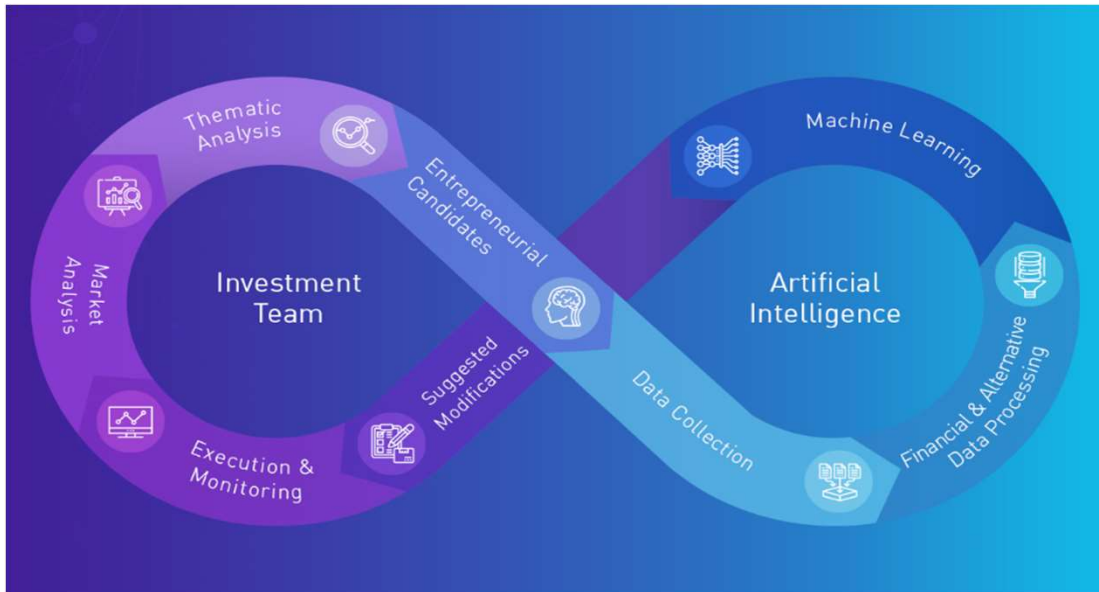 Thematic
Analysis
Entrepreneurial
Candidates
Machine Learning
Investment
Team
Artificial
Intelligence
Market
Analysis
Suggested
Modifications
Data Collection
Financial & Alternative
Data Processing
Execution &
Monitoring